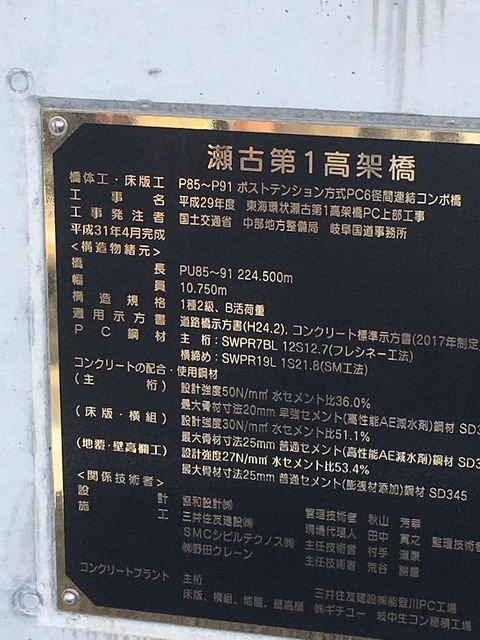 瀬古第1高架橋
橋体工・床版工 P85~P91 ポストテンション方式PC6径間連結コンポ橋
工事名 平成29年度 東海環状瀬古第1高架橋PC上部工事
工事発注者 国土交通省 中部地方整備局 岐阜国道事務所
平成31年4月完成
<構造物緒元>
橋長 PU85~91 224.500m
幅員 10.750m
構造規格 1種2級、B活荷重
適用示方書 道路橋示方書(H24.2), コンクリート標準示方書(2017年制定
PC鋼材 主桁:SWPR7BL 12S12.7(フレシネー工法)
横締め:SWPR19L 1S21.8(SM工法)
コンクリートの配合・使用鋼材
(主桁) 設計強度50N/m㎡ 水セメント比36.0%
最大骨材寸法20mm 早強セメント(高性能AE減水剤)鋼材 SD3
(床版・横組) 設計強度30N/m㎡ 水セメント比51.1%
最大骨材寸法25mm 普通セメント(高性能AE減水剤)鋼材 SD3
(地覆・壁高欄工) 設計強度27N/m㎡ 水セメント比53.4%
最大骨材寸法25mm 普通セメント(膨張材添加)鋼材 SD345
<関係技術者>
設計 協和設計㈱ 管理技術者 秋山 芳幸
施工 三井住友建設㈱ 現場代理人 田中 寛之 監理技術者
SMCシビルテクノス㈱ 主任技術者 村手 道康
㈲野田クレーン 主任技術者 荒谷 勝重
コンクリートプラント 主桁 三井住友建設㈱能登川PC工場
床版、横組、地覆、壁高欄 ㈱ギチュー 岐中生コン穂積工場